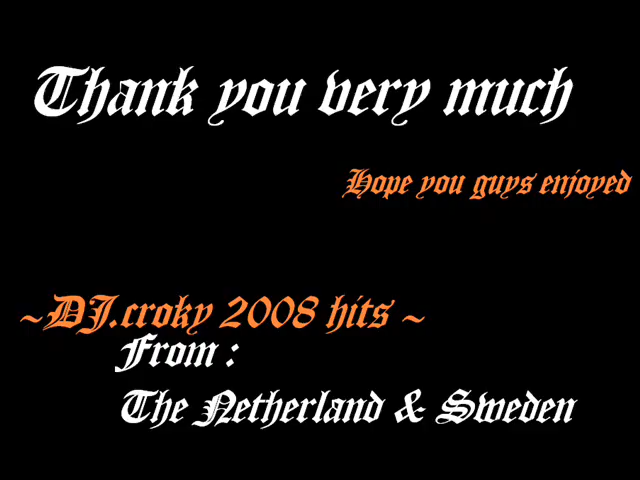 Thank you very much
Hope you guys enjoyed
~DJ.croky 2008 hits ~
From :
The Netherland & Sweden